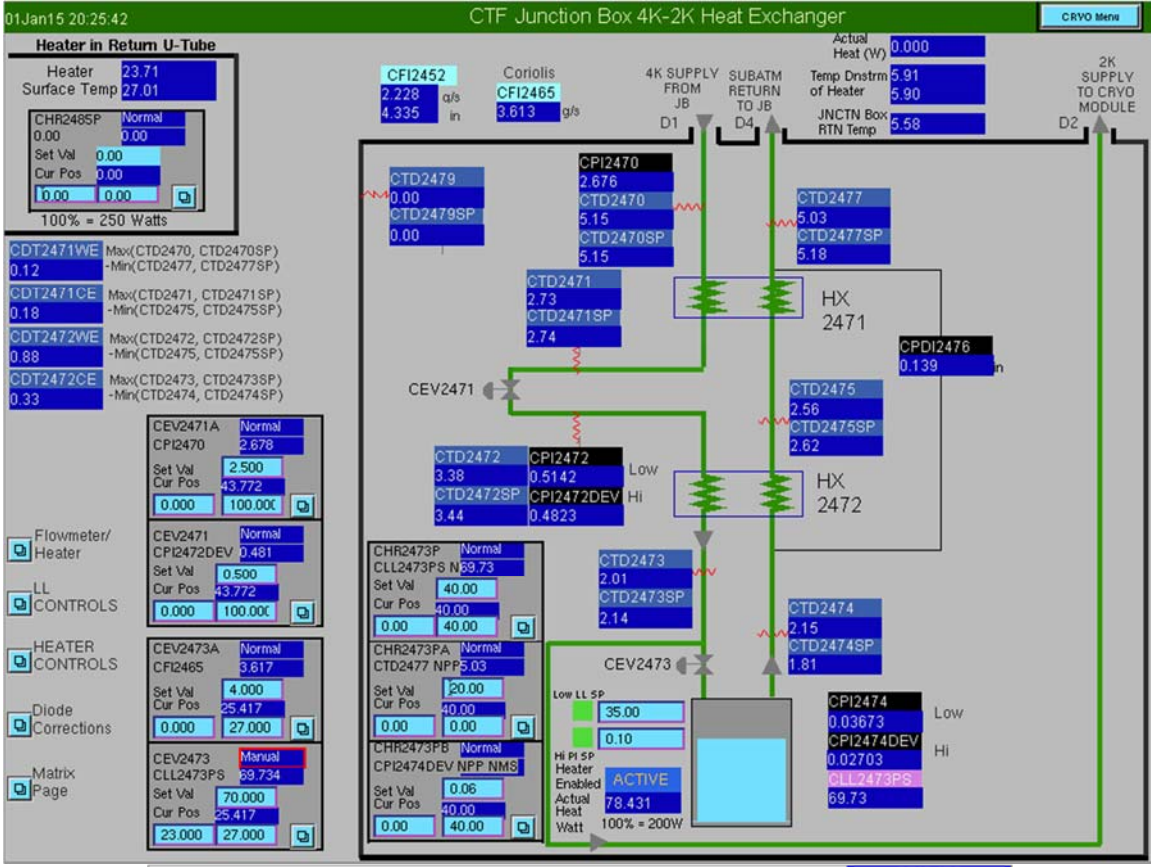 01Jan15 20:25:42
CTF Junction Box 4K-2K Heat Exchanger
CRYO Menu
Heater in Return U-Tube
Heater
Surface Temp
23.71
27.01
CHR2485P Normal
0.00 0.00
Set Val 0.00
Cur Pos 0.00
0.00 0.00
100% = 250 Watts
CFI2452
2.228 g/s
4.335 in
Coriolis
CFI2465
3.613 g/s
4K SUPPLY
FROM
JB
D1
SUBATM
RETURN
TO JB
D4
Actual
Heat (W)
0.000
Temp Dnstrm
of Heater
5.91
5.90
JNCTN Box
RTN Temp
5.58
2K
SUPPLY
TO CRYO
MODULE
D2
CDT2471WE Max(CTD2470, CTD2470SP)
0.12 -Min(CTD2477, CTD2477SP)
CDT2471CE Max(CTD2471, CTD2471SP)
0.18 -Min(CTD2475, CTD2475SP)
CDT2472WE Max(CTD2472, CTD2472SP)
0.88 -Min(CTD2475, CTD2475SP)
CDT2472CE Max(CTD2473, CTD2473SP)
0.33 -Min(CTD2474, CTD2474SP)
CTD2479
0.00
CTD2479SP
0.00
CPI2470
2.676
CTD2470
5.15
CTD2470SP
5.15
CTD2477
5.03
CTD2477SP
5.18
CTD2471
2.73
CTD2471SP
2.74
HX
2471
CPDI2476
0.139 in
CEV2471
CTD2475
2.56
CTD2475SP
2.62
CTD2472
3.38
CTD2472SP
3.44
CPI2472
0.5142
CPI2472DEV
0.4823
Low
Hi
HX
2472
CEV2471A Normal
CPI2470 2.678
Set Val 2.500
Cur Pos 43.772
0.000 100.00(
CEV2471 Normal
CPI2472DEV 0.481
Set Val 0.500
Cur Pos 43.772
0.000 100.00(
CEV2473A Normal
CFI2465 3.617
Set Val 4.000
Cur Pos 25.417
0.000 27.000
CEV2473 Manual
CLL2473PS 69.734
Set Val 70.000
Cur Pos 25.417
23.000 27.000
Flowmeter/
Heater
LL
CONTROLS
HEATER
CONTROLS
Diode
Corrections
Matrix
Page
CHR2473P Normal
CLL2473PS N 69.73
Set Val 40.00
Cur Pos 40.00
0.00 40.00
CHR2473PA Normal
CTD2477 NPP 5.03
Set Val 20.00
Cur Pos 40.00
0.00 0.00
CHR2473PB Normal
CPI2474DEV NPP NMS
Set Val 0.06
Cur Pos 40.00
0.00 40.00
CTD2473
2.01
CTD2473SP
2.14
CTD2474
2.15
CTD2474SP
1.81
CEV2473
Low LL SP
35.00
0.10
Hi PI SP
Heater
Enabled
ACTIVE
Actual
Heat
Watt
78.431
100% = 200W
CPI2474
0.03673
CPI2474DEV
0.02703
Low
Hi
CLL2473PS
69.73